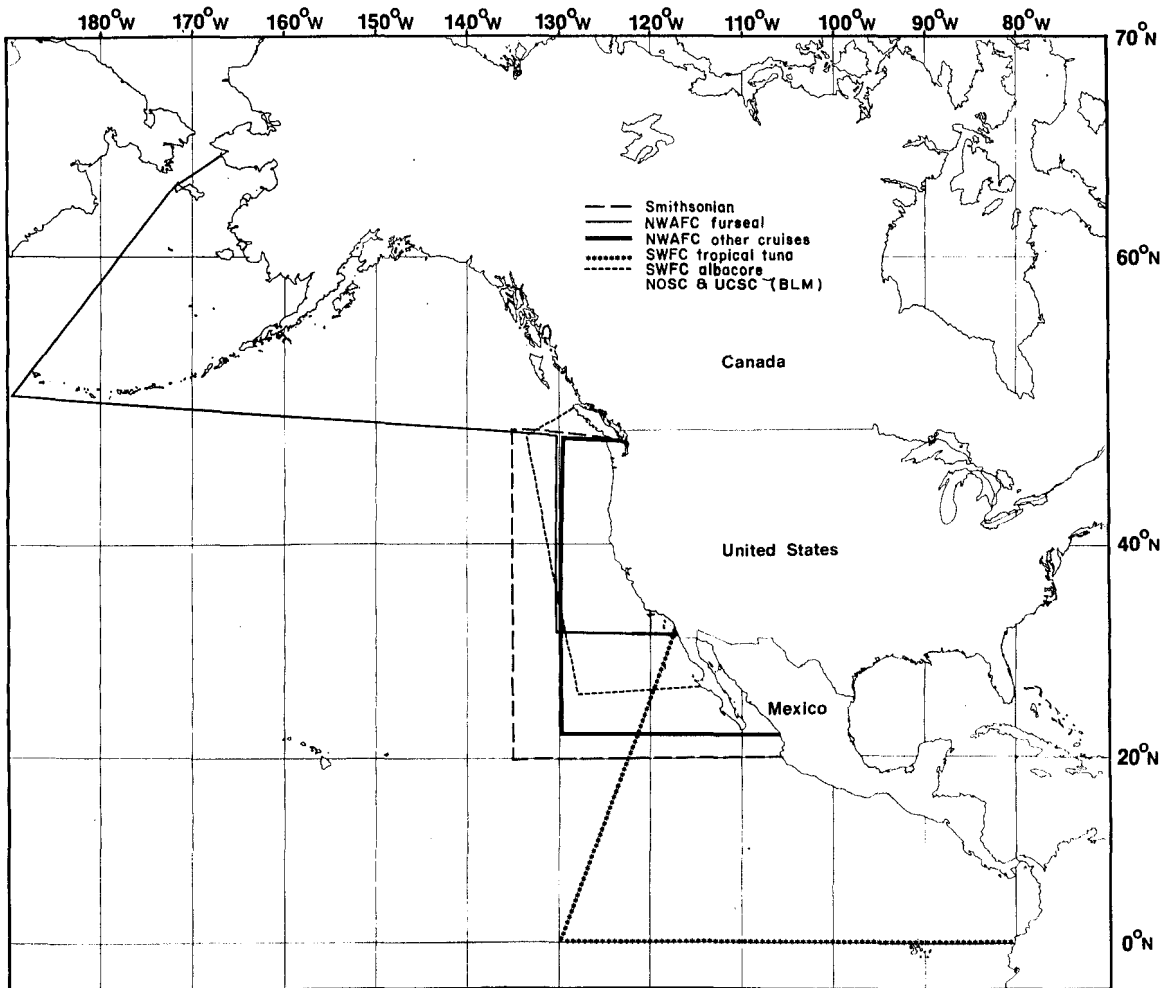 180°W 170°W 160°W 150°W 140°W 130°W 120°W 110°W 100°W 90°W 80°W
70°N
Smithsonian
NWAFC furseal
NWAFC other cruises
SWFC tropical tuna
SWFC albacore
NOSC & UCSC (BLM)
60°N
Canada
United States
40°N
Mexico
20°N
0°N